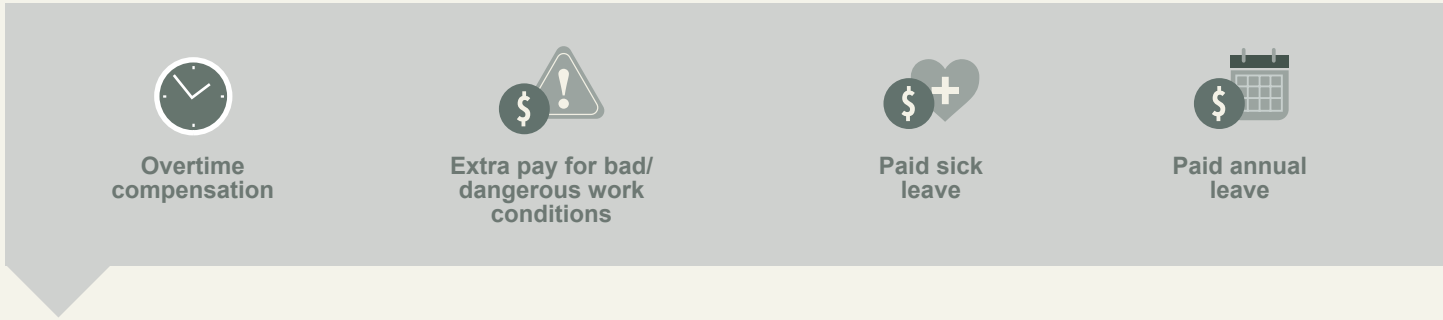 Overtime
compensation
Extra pay for bad/
dangerous work
conditions
Paid sick
leave
Paid annual
leave